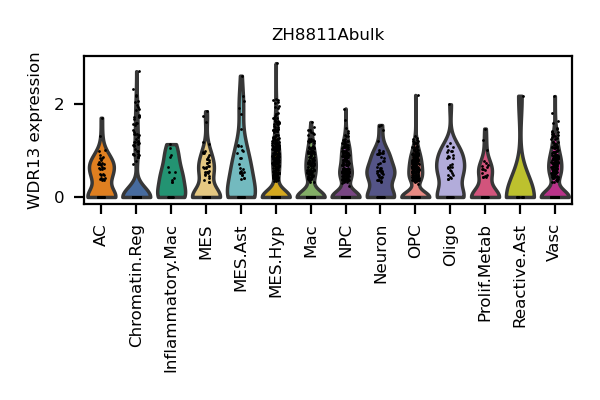 ZH8811Abulk
WDR13 expression
2
0
AC
Chromatin.Reg
Inflammatory.Mac
MES
MES.Ast
MES.Hyp
Mac
NPC
Neuron
OPC
Oligo
Prolif.Metab
Reactive.Ast
Vasc